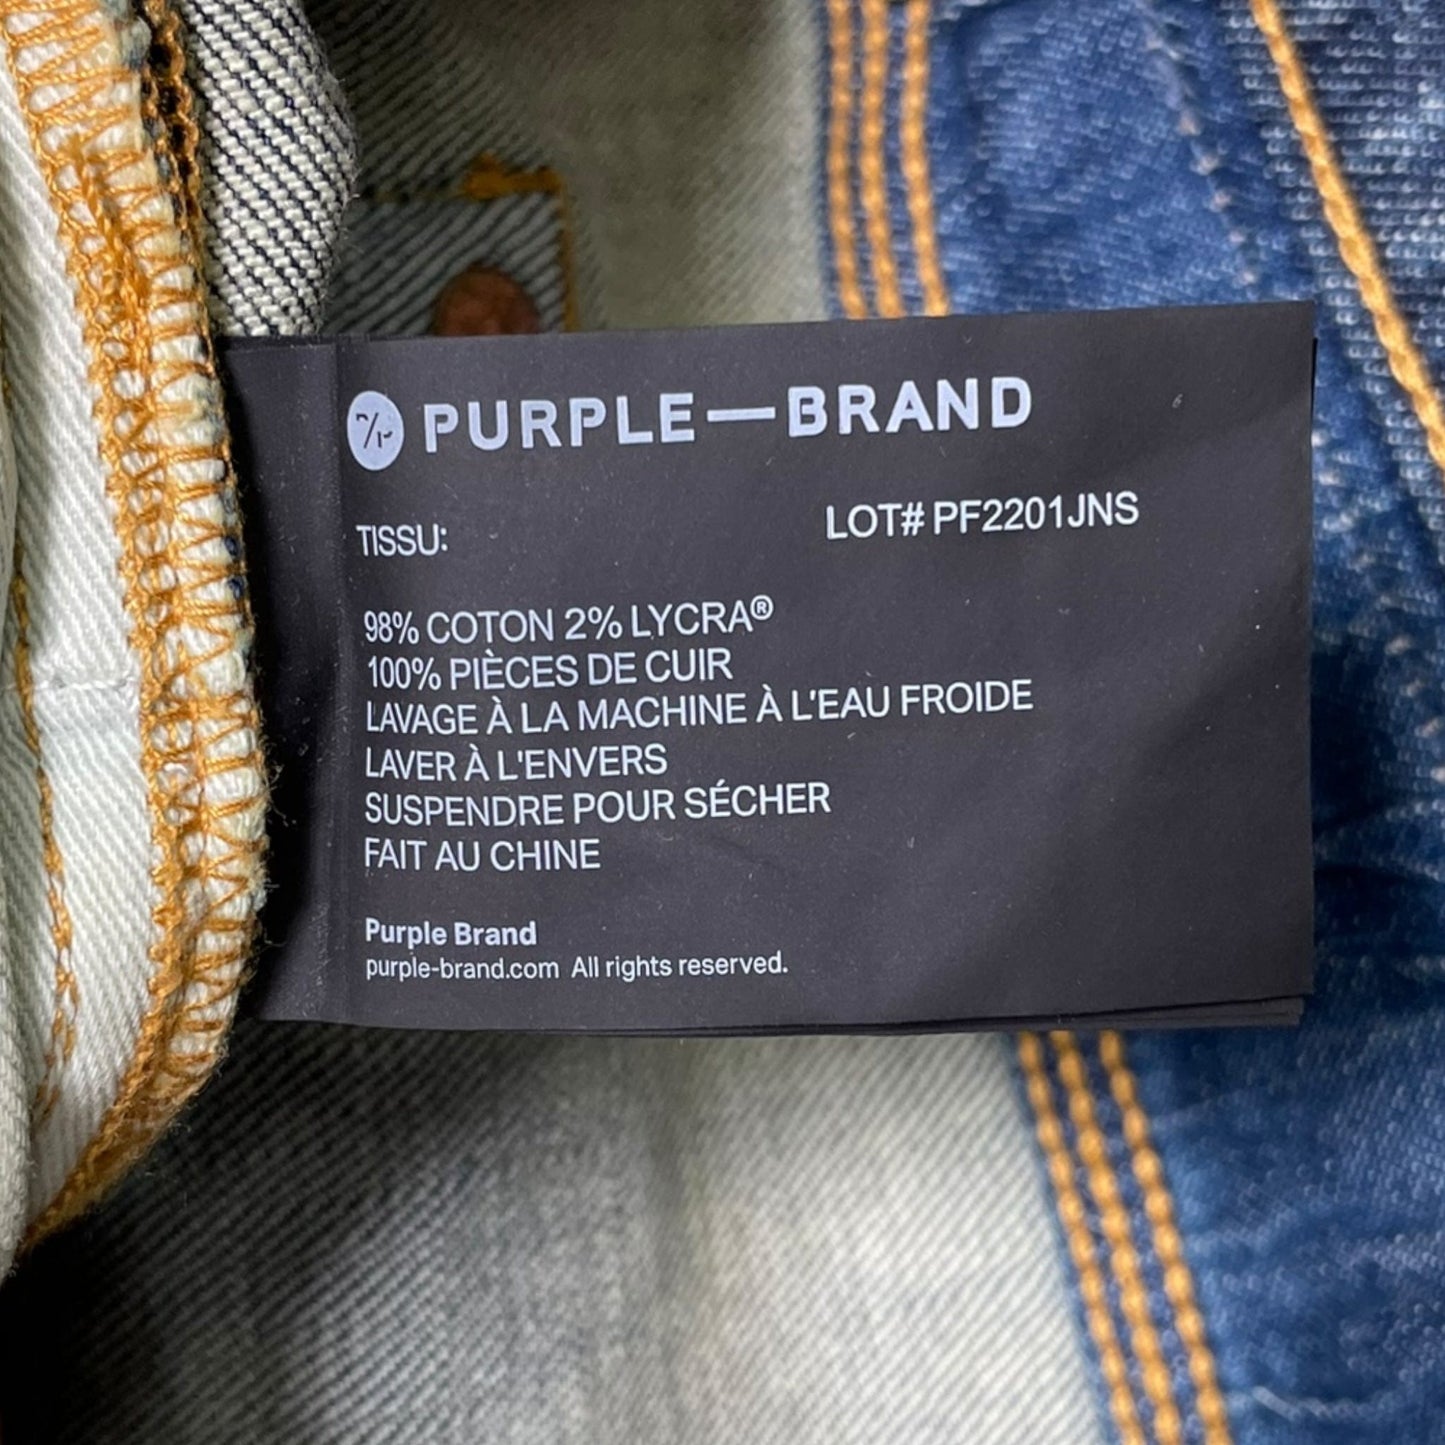 PURPLE—BRAND
TISSU:
LOT# PF2201JNS
98% COTON 2% LYCRA®
100% PIÈCES DE CUIR
LAVAGE À LA MACHINE À L'EAU FROIDE
LAVER À L'ENVERS
SUSPENDRE POUR SÉCHER
FAIT AU CHINE
Purple Brand
purple-brand.com All rights reserved.